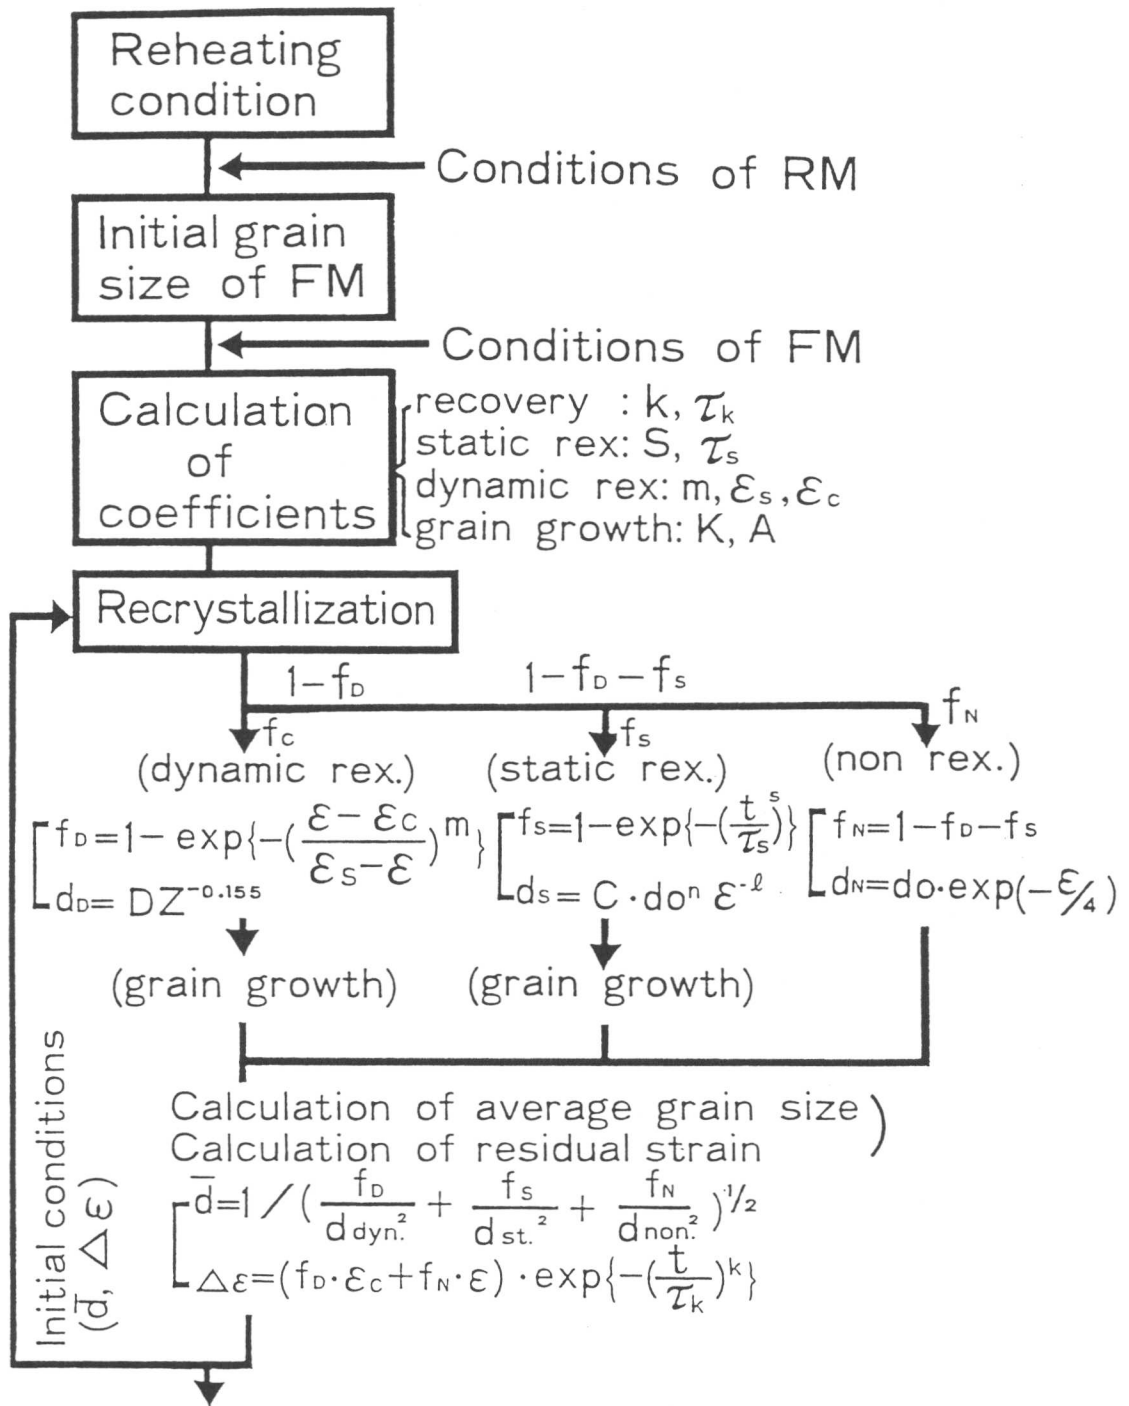 Reheating
condition
Conditions of RM
Initial grain
size of FM
Conditions of FM
Calculation
of
coefficients
recovery : k, τk
static rex: S, τs
dynamic rex: m, εs, εc
grain growth: K, A
Recrystallization
1−fD
1−fD−fS
fC
fS
fN
(dynamic rex.)
(static rex.)
(non rex.)
fD=1−exp{−((ε−εC)/(εS−ε))^m}
dD=DZ^−0.155
fS=1−exp{−(t/τs)^s}
dS=C·do^n ε^-ℓ
fN=1−fD−fS
dN=do·exp(−ε/4)
(grain growth)
(grain growth)
Calculation of average grain size)
Calculation of residual strain
d̄=1/(fD/ddyn.²+fS/dst.²+fN/dnon.²)^1/2
Δε=(fD·εC+fN·ε)·exp{−(t/τk)^k}
Initial conditions
(d̄, Δε)